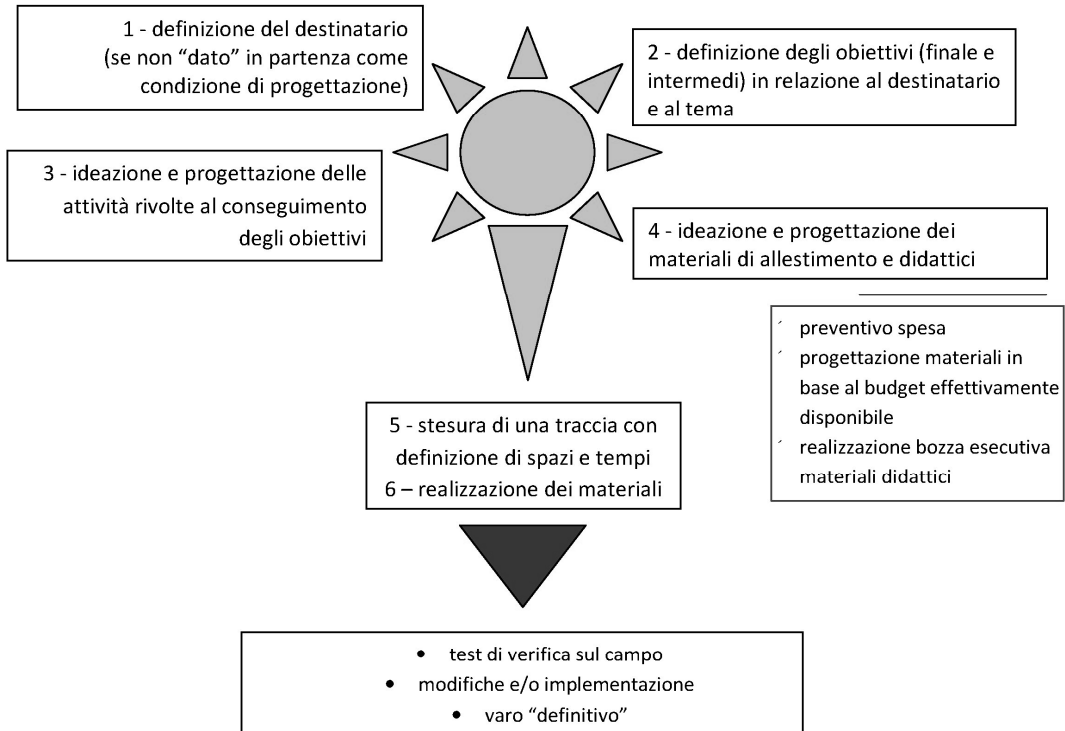 1 - definizione del destinatario
(se non “dato” in partenza come
condizione di progettazione)
2 - definizione degli obiettivi (finale e
intermedi) in relazione al destinatario
e al tema
3 - ideazione e progettazione delle
attività rivolte al conseguimento
degli obiettivi
4 - ideazione e progettazione dei
materiali di allestimento e didattici
´ preventivo spesa
´ progettazione materiali in
base al budget effettivamente
disponibile
´ realizzazione bozza esecutiva
materiali didattici
5 - stesura di una traccia con
definizione di spazi e tempi
6 – realizzazione dei materiali
• test di verifica sul campo
• modifiche e/o implementazione
• varo “definitivo”